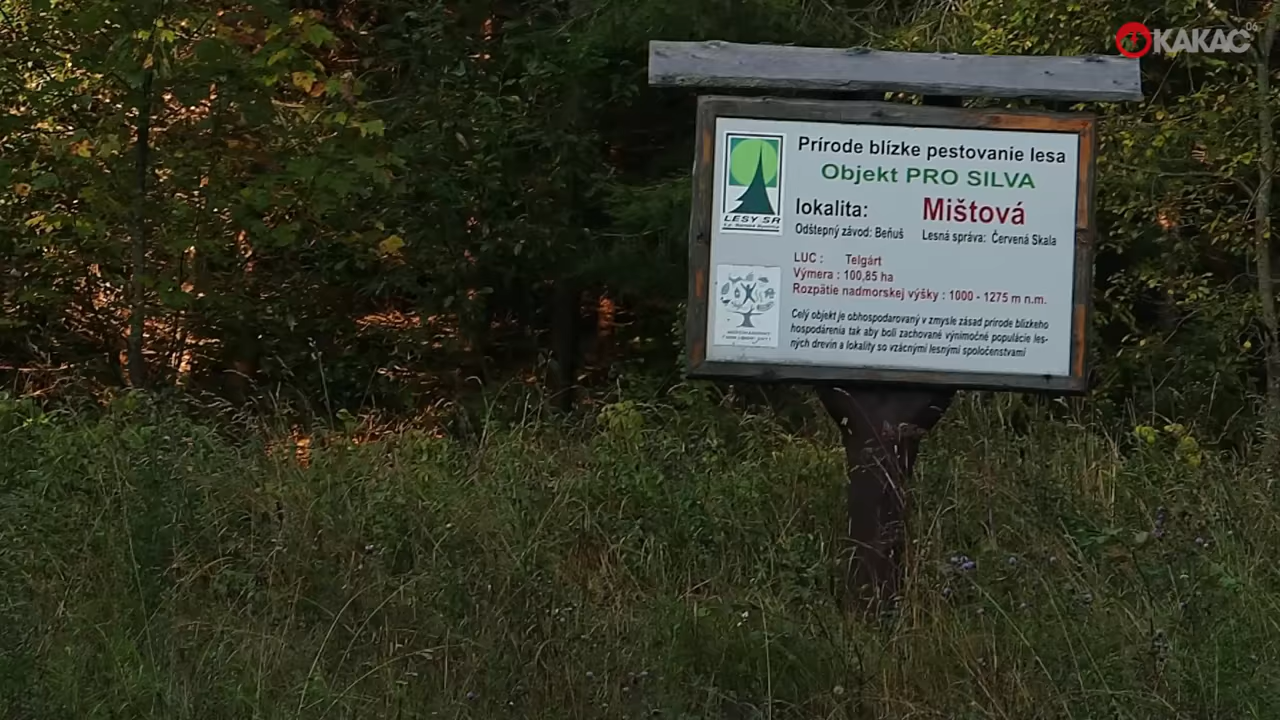 KAKAC 06
Prírode blízke pestovanie lesa
Objekt PRO SILVA
lokalita: Mištová
Odštepný závod: Beňuš Lesná správa: Červená Skala
LESY SR
LUC : Telgárt
Výmera : 100,85 ha
Rozpätie nadmorskej výšky : 1000 - 1275 m n.m.
Celý objekt je obhospodarovaný v zmysle zásad prírode blízkeho
hospodárenia tak aby boli zachované výnimočné populácie les-
ných drevín a lokality so vzácnymi lesnými spoločenstvami